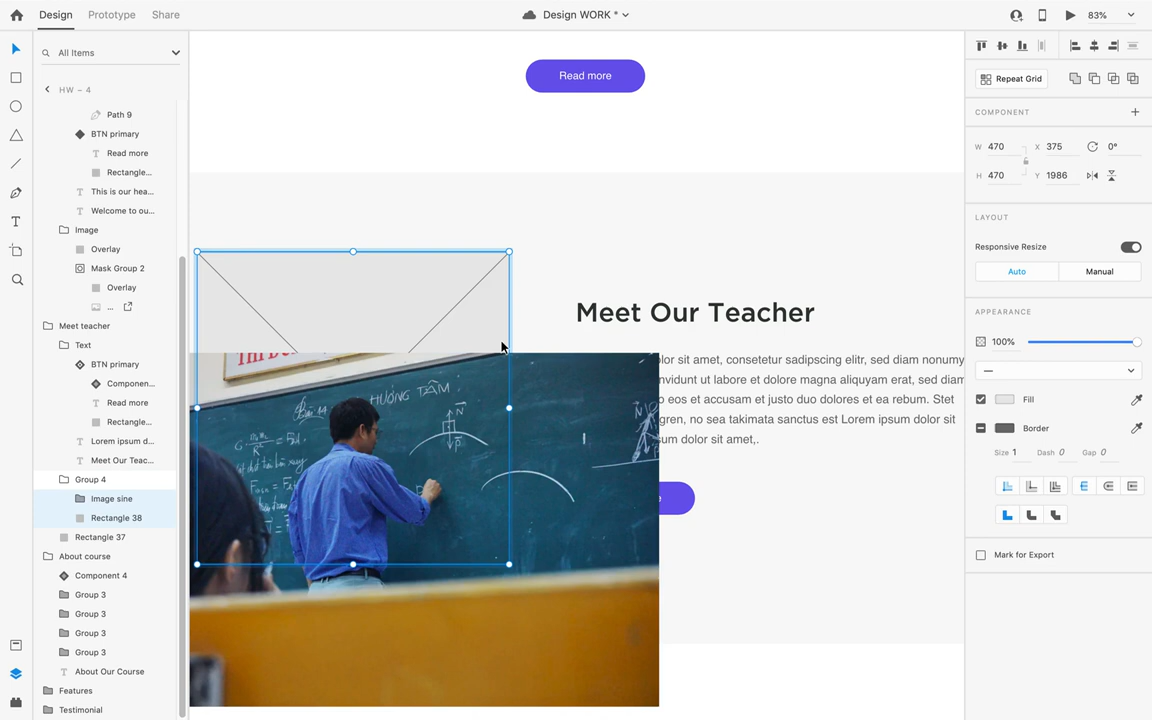 Design
Prototype
Share
Design WORK *
83%
All Items
HW – 4
Path 9
BTN primary
Read more
Rectangle...
This is our hea...
Welcome to ou...
Image
Overlay
Mask Group 2
Overlay
...
Meet teacher
Text
BTN primary
Componen...
Read more
Rectangle...
Lorem ipsum d...
Meet Our Teac...
Group 4
Image sine
Rectangle 38
Rectangle 37
About course
Component 4
Group 3
Group 3
Group 3
Group 3
About Our Course
Features
Testimonial
Read more
Meet Our Teacher
lor sit amet, consetetur sadipscing elitr, sed diam nonumy
nvidunt ut labore et dolore magna aliquyam erat, sed diam
o eos et accusam et justo duo dolores et ea rebum. Stet
gren, no sea takimata sanctus est Lorem ipsum dolor sit
sum dolor sit amet,.
HƯỚNG TÂM
N
P
N
P
Repeat Grid
COMPONENT
W 470 X 375 0°
H 470 Y 1986
LAYOUT
Responsive Resize
Auto Manual
APPEARANCE
100%
Fill
Border
Size 1 Dash 0 Gap 0
Mark for Export